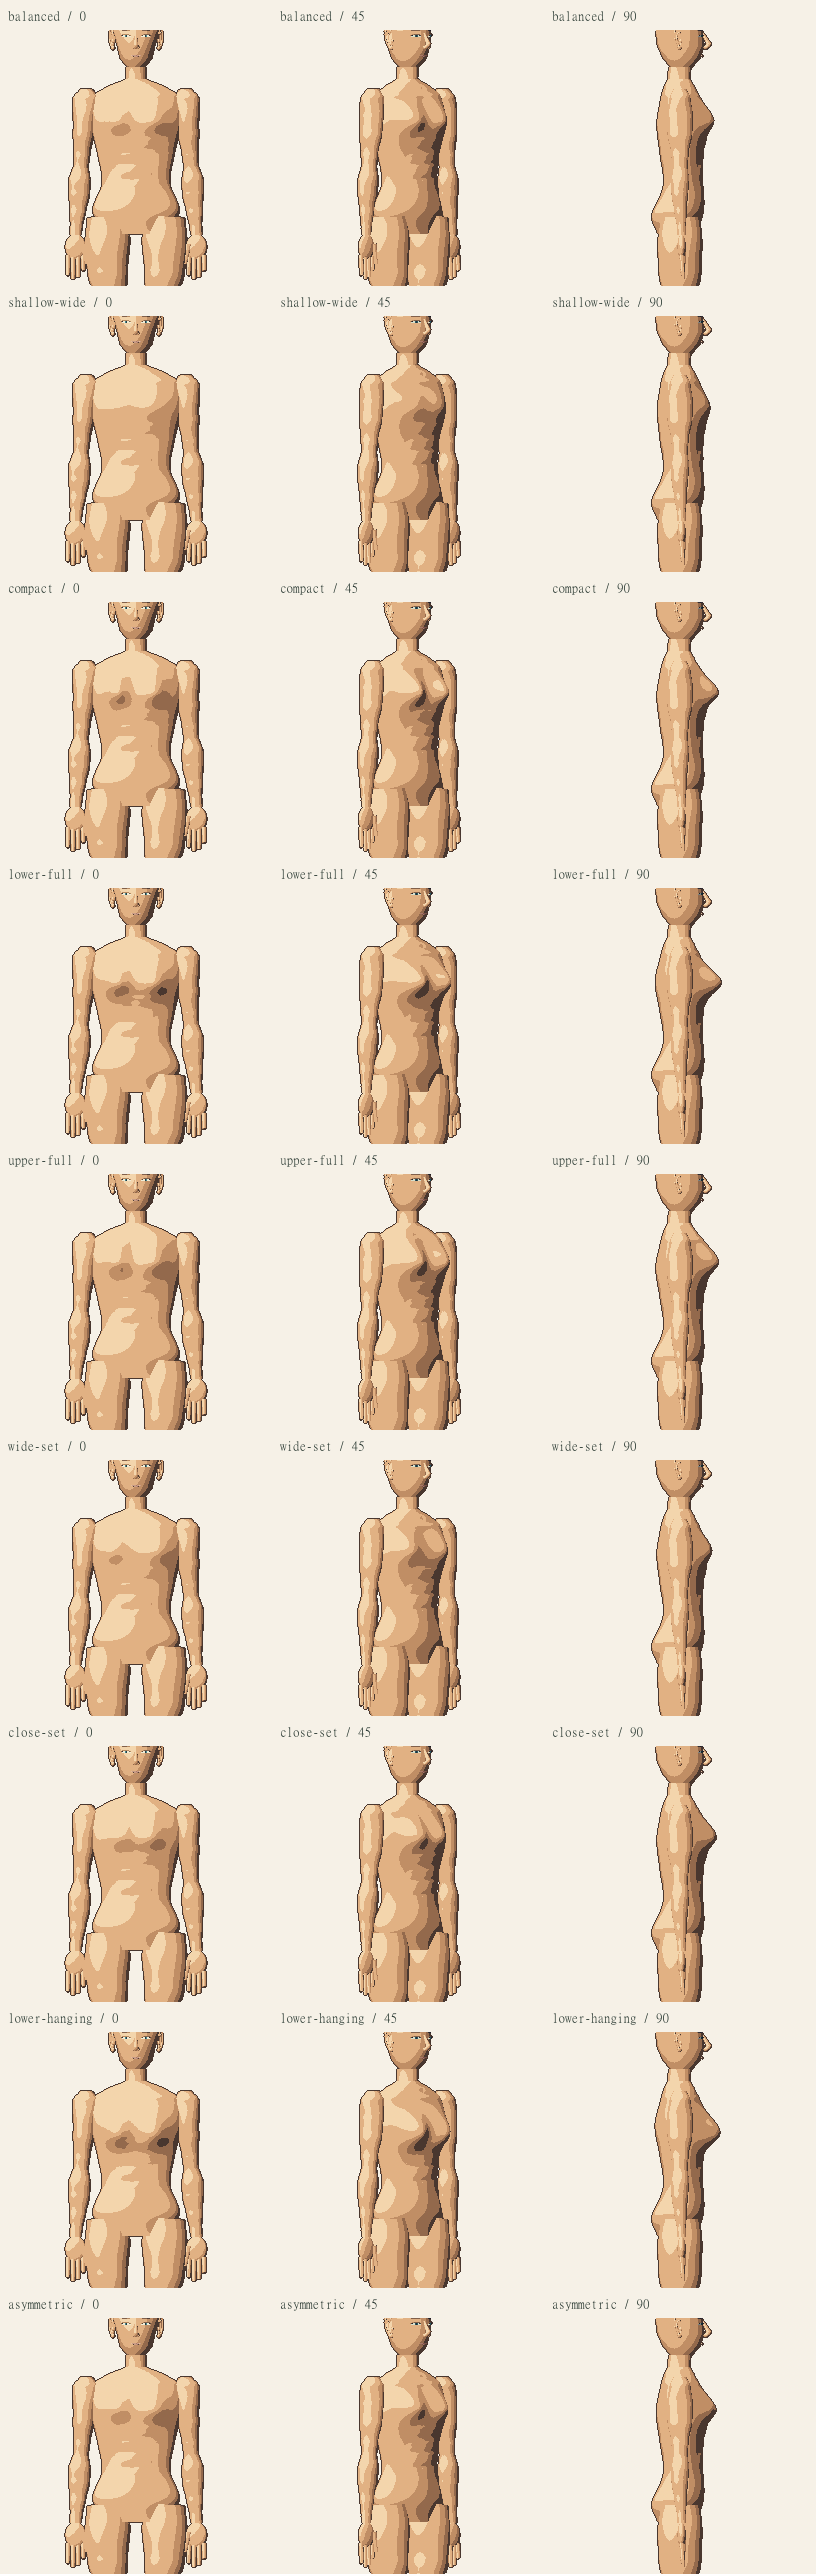 balanced / 0 balanced / 45 balanced / 90
shallow-wide / 0 shallow-wide / 45 shallow-wide / 90
compact / 0 compact / 45 compact / 90
lower-full / 0 lower-full / 45 lower-full / 90
upper-full / 0 upper-full / 45 upper-full / 90
wide-set / 0 wide-set / 45 wide-set / 90
close-set / 0 close-set / 45 close-set / 90
lower-hanging / 0 lower-hanging / 45 lower-hanging / 90
asymmetric / 0 asymmetric / 45 asymmetric / 90